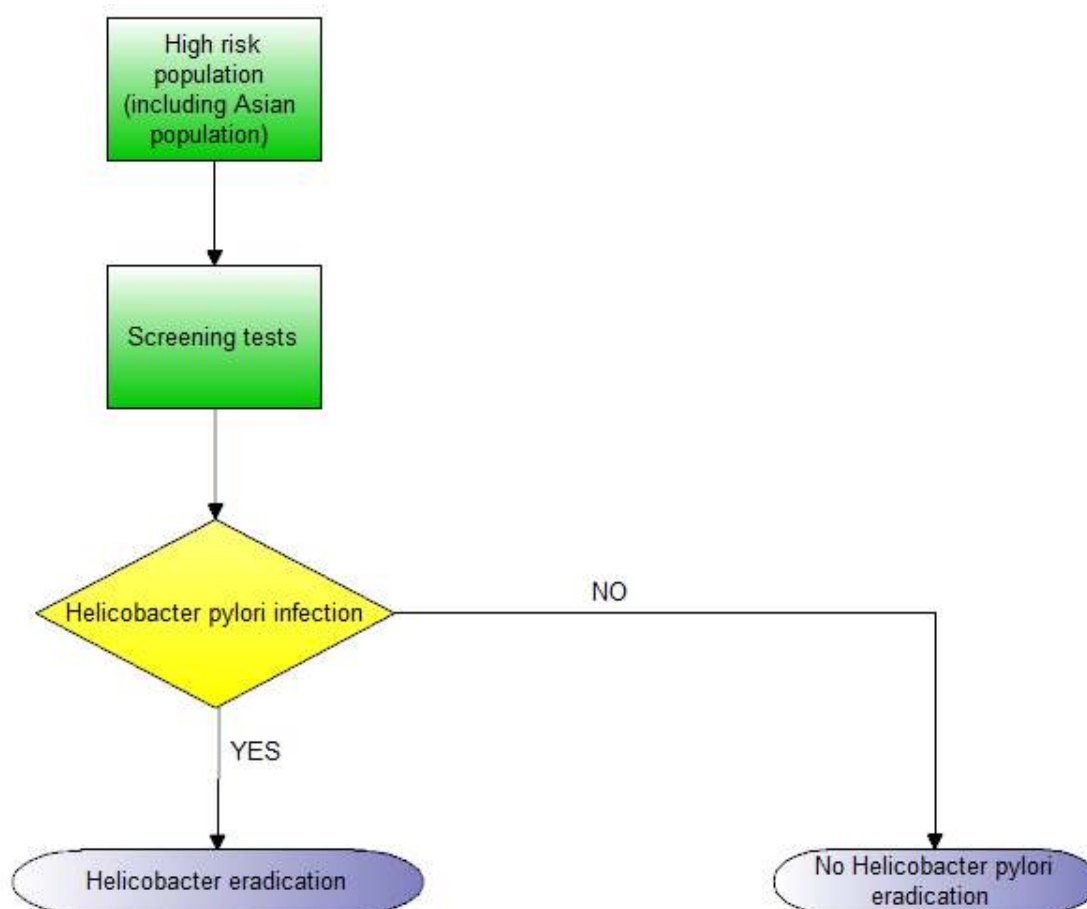 High risk
population
(including Asian
population)
Screening tests
Helicobacter pylori infection
NO
YES
Helicobacter eradication
No Helicobacter pylori
eradication